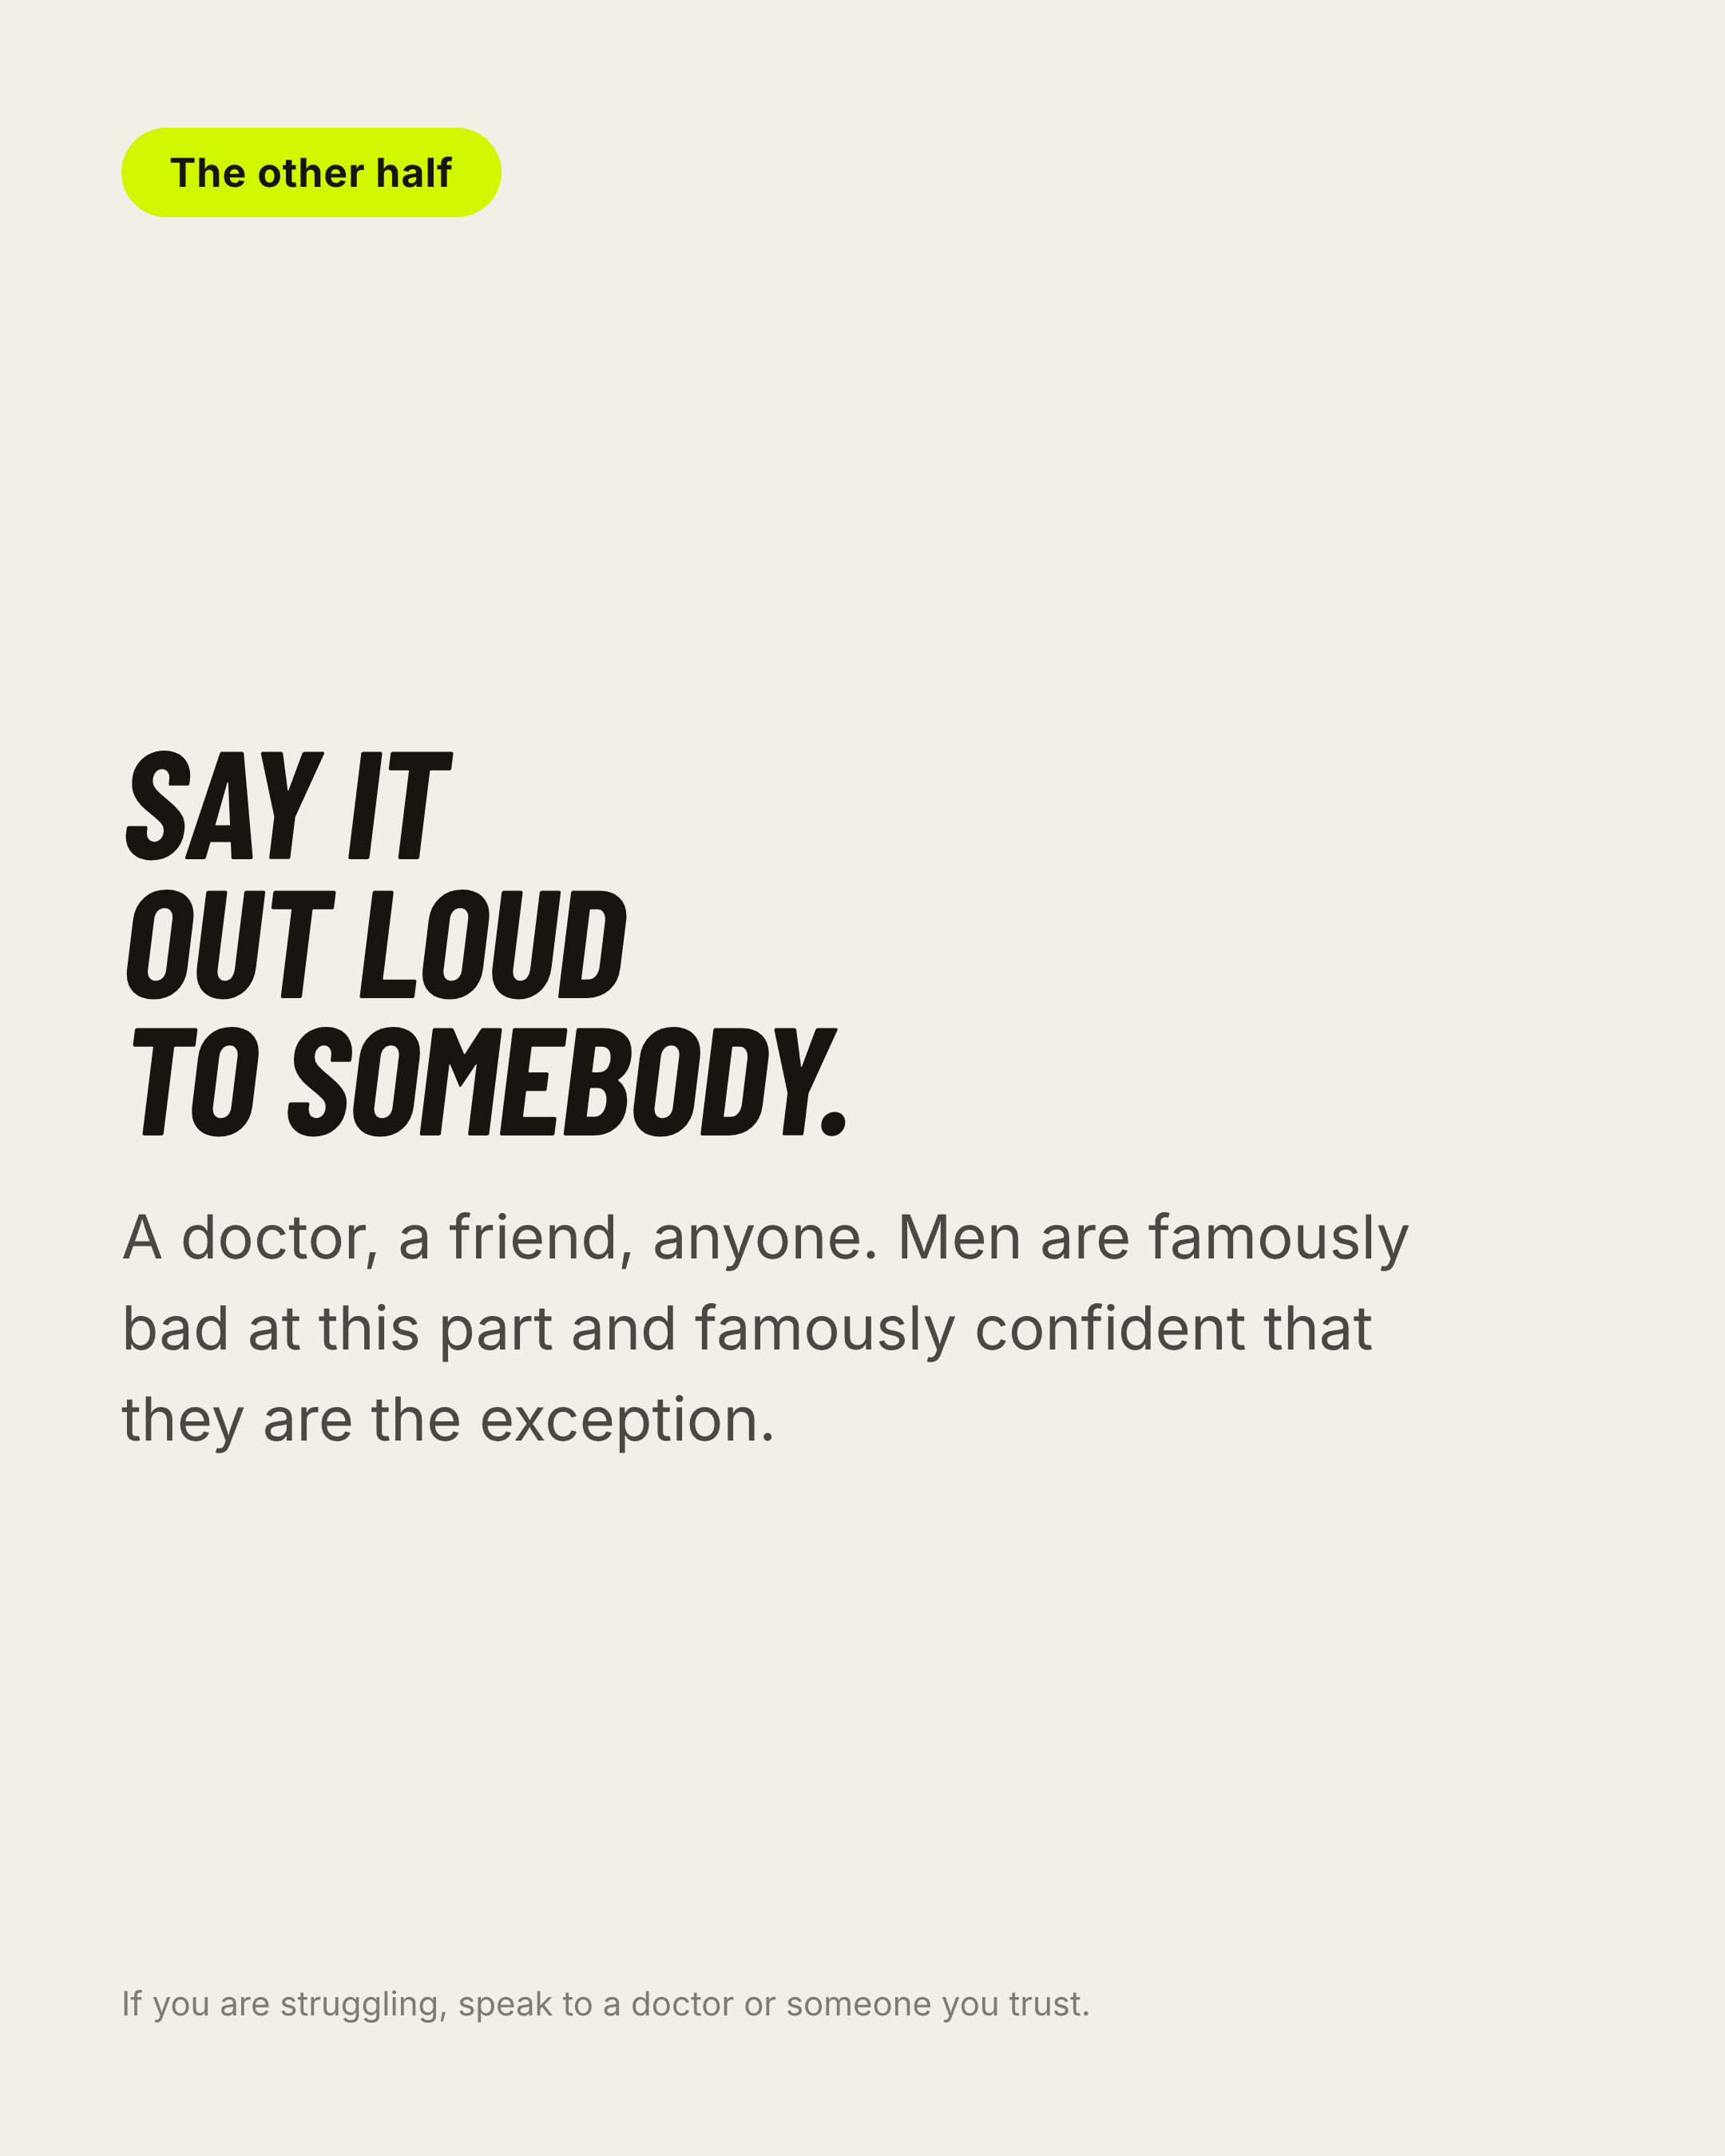 The other half
SAY IT
OUT LOUD
TO SOMEBODY.
A doctor, a friend, anyone. Men are famously
bad at this part and famously confident that
they are the exception.
If you are struggling, speak to a doctor or someone you trust.